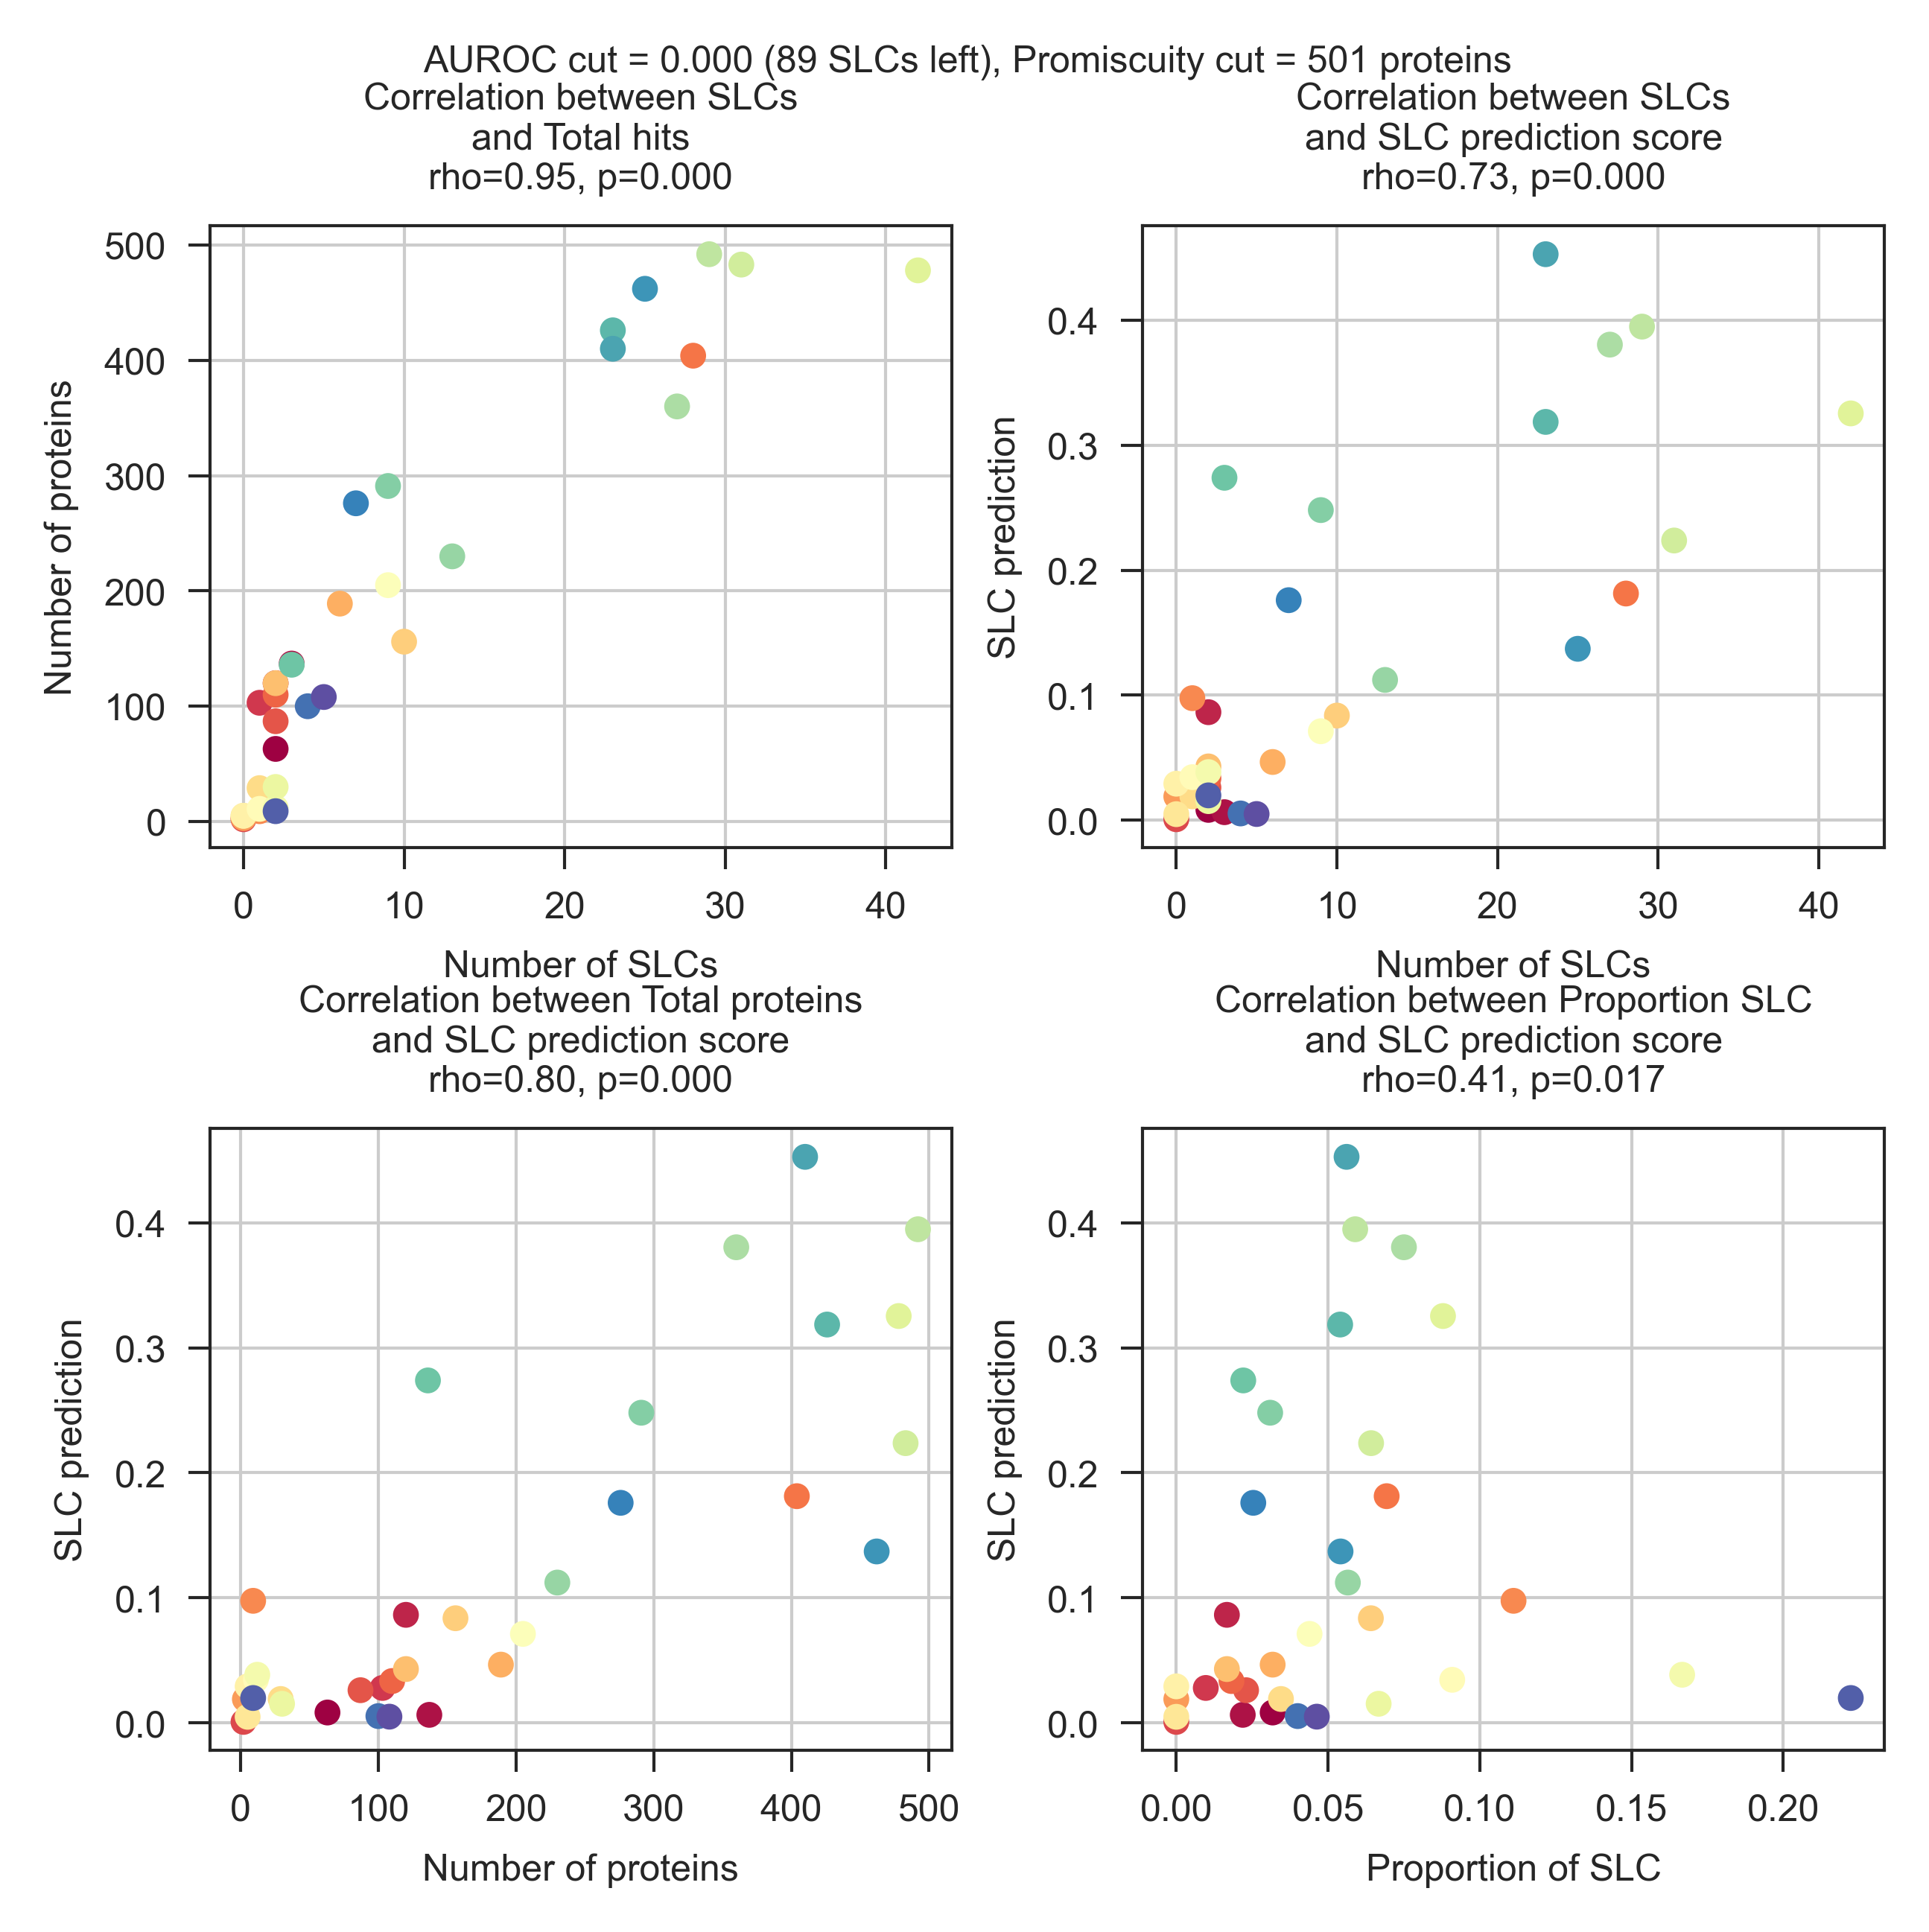 AUROC cut = 0.000 (89 SLCs left), Promiscuity cut = 501 proteins
Correlation between SLCs
and Total hits
rho=0.95, p=0.000
500
400
300
200
100
0
Number of proteins
0 10 20 30 40
Number of SLCs
Correlation between SLCs
and SLC prediction score
rho=0.73, p=0.000
0.4
0.3
0.2
0.1
0.0
SLC prediction
0 10 20 30 40
Number of SLCs
Correlation between Total proteins
and SLC prediction score
rho=0.80, p=0.000
0.4
0.3
0.2
0.1
0.0
SLC prediction
0 100 200 300 400 500
Number of proteins
Correlation between Proportion SLC
and SLC prediction score
rho=0.41, p=0.017
0.4
0.3
0.2
0.1
0.0
SLC prediction
0.00 0.05 0.10 0.15 0.20
Proportion of SLC